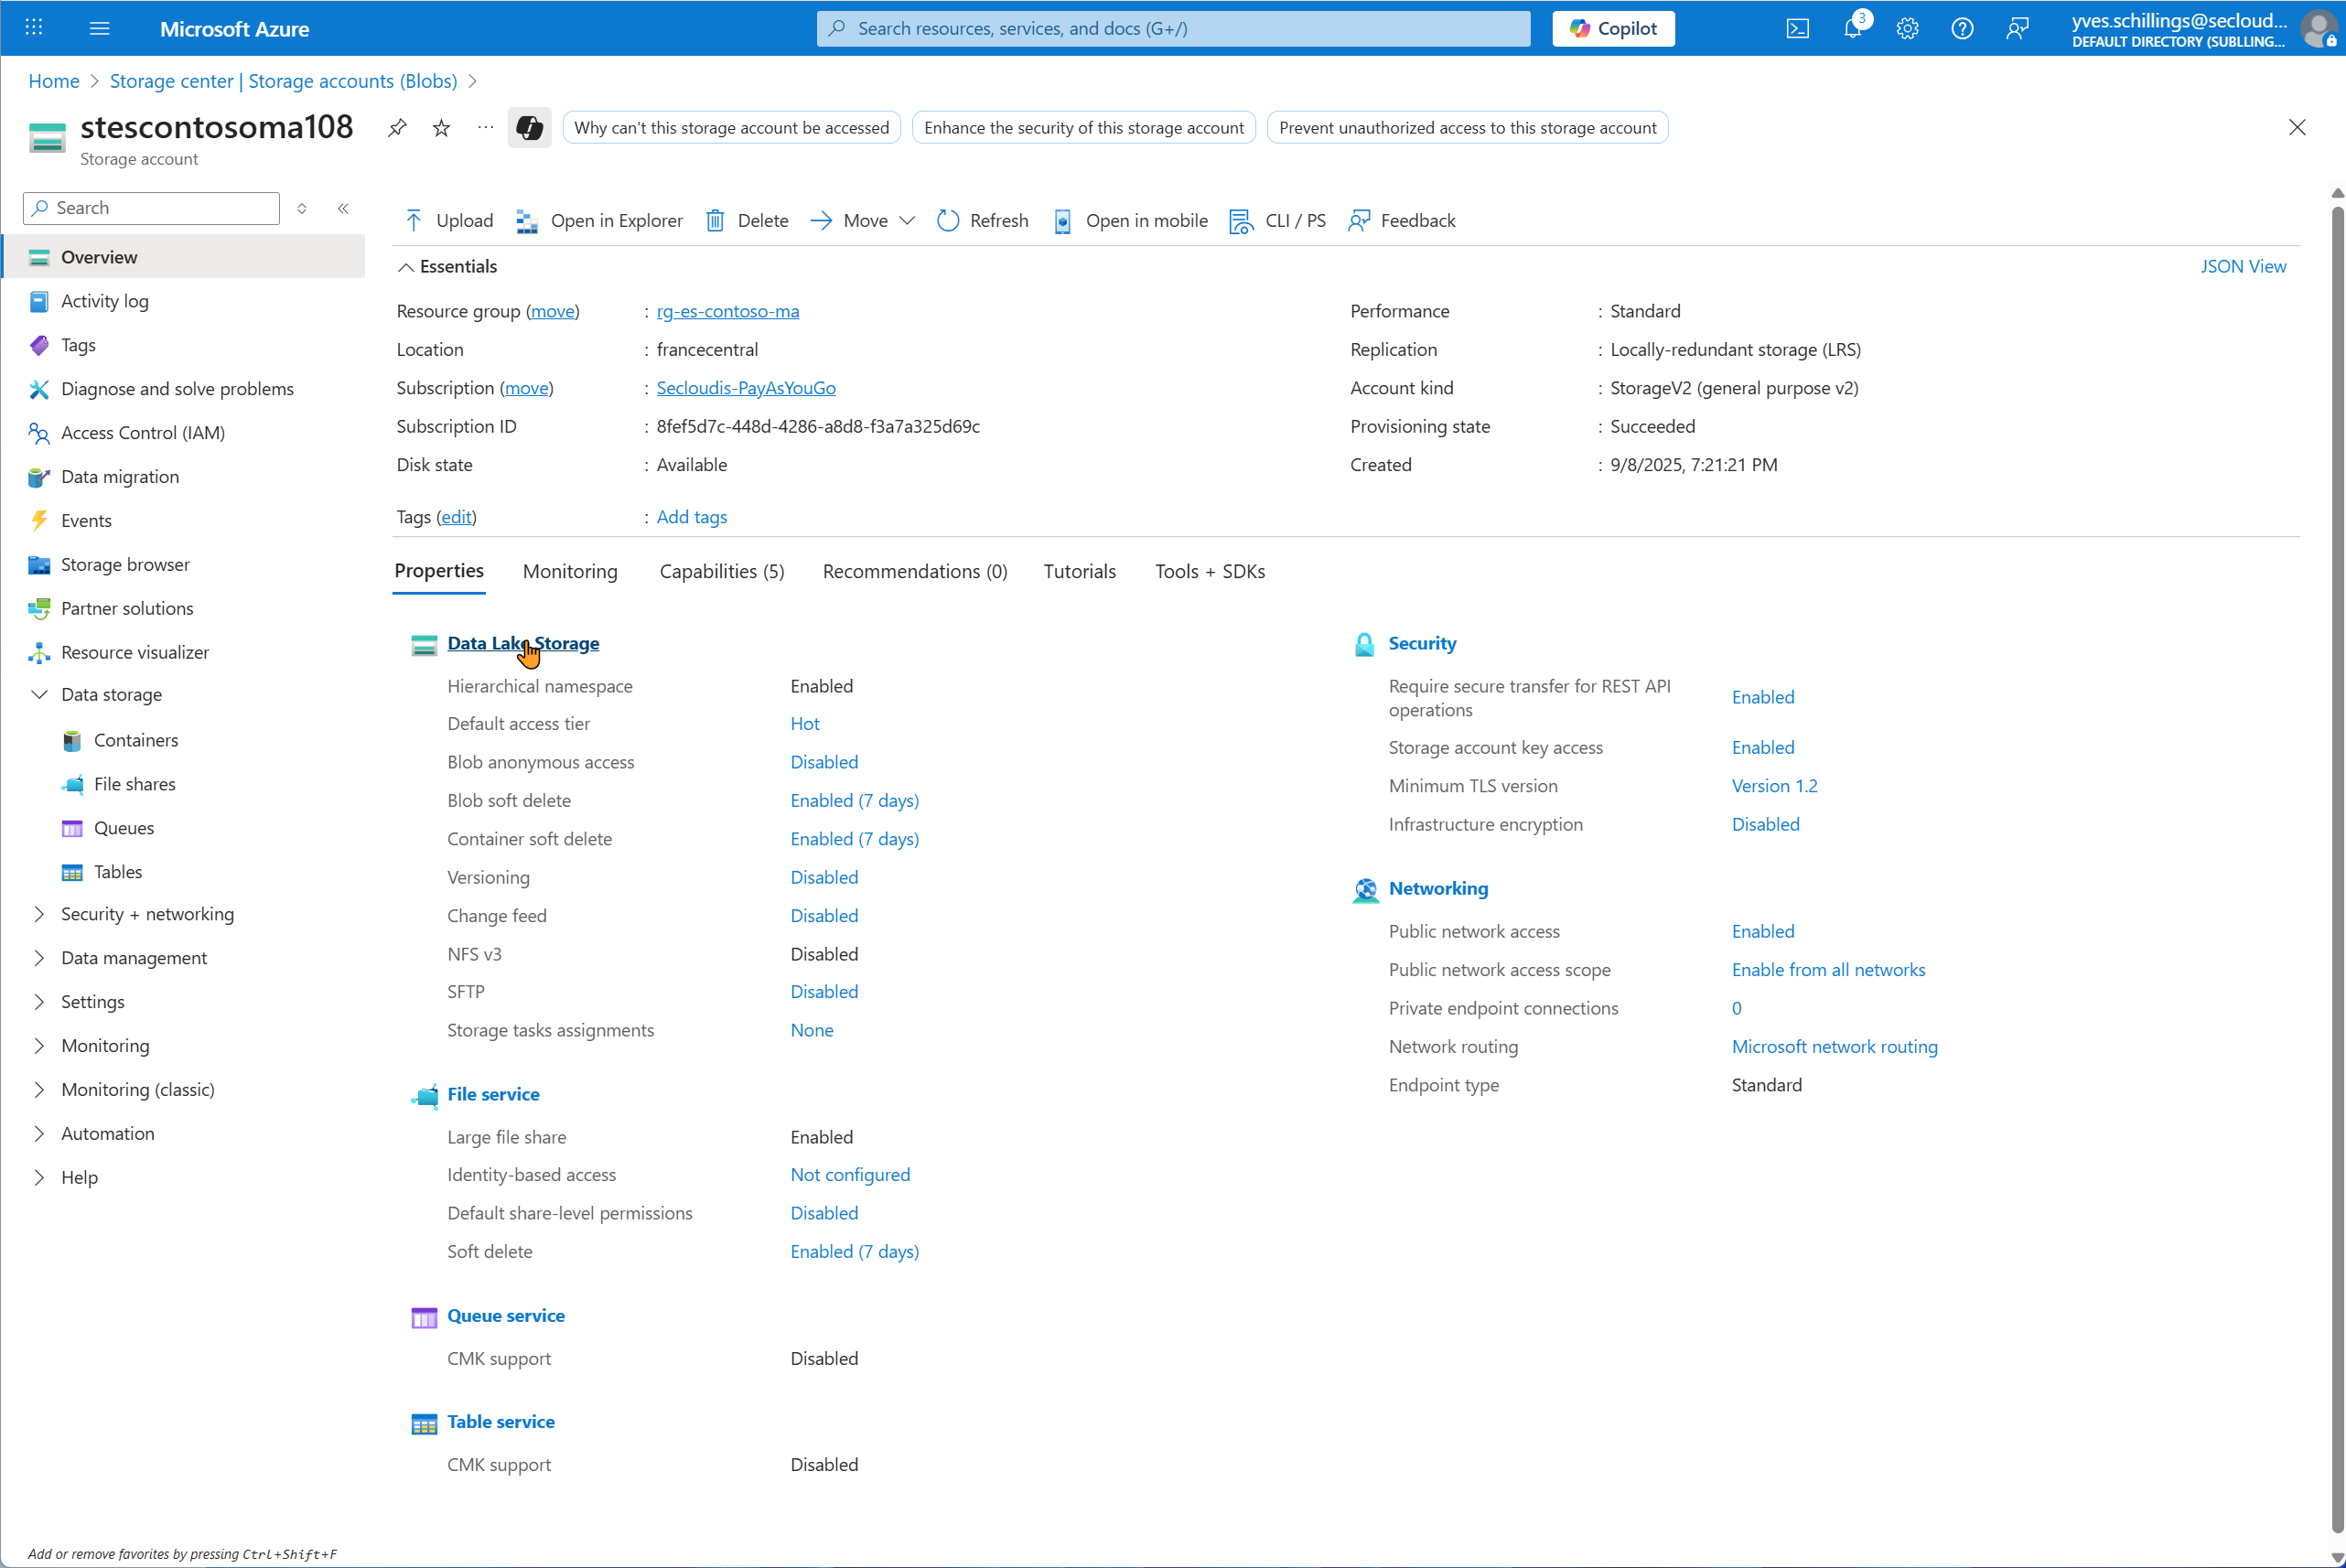 Microsoft Azure
Search resources, services, and docs (G+/)
Copilot
3
yves.schillings@secloud...
DEFAULT DIRECTORY (SUBLLING...
Home > Storage center | Storage accounts (Blobs) >
stescontosoma108
Storage account
Why can't this storage account be accessed
Enhance the security of this storage account
Prevent unauthorized access to this storage account
Search
Overview
Activity log
Tags
Diagnose and solve problems
Access Control (IAM)
Data migration
Events
Storage browser
Partner solutions
Resource visualizer
Data storage
Containers
File shares
Queues
Tables
Security + networking
Data management
Settings
Monitoring
Monitoring (classic)
Automation
Help
Add or remove favorites by pressing Ctrl+Shift+F
Upload Open in Explorer Delete Move Refresh Open in mobile CLI / PS Feedback
Essentials
JSON View
Resource group (move) : rg-es-contoso-ma
Location : francecentral
Subscription (move) : Secloudis-PayAsYouGo
Subscription ID : 8fef5d7c-448d-4286-a8d8-f3a7a325d69c
Disk state : Available
Tags (edit) : Add tags
Performance : Standard
Replication : Locally-redundant storage (LRS)
Account kind : StorageV2 (general purpose v2)
Provisioning state : Succeeded
Created : 9/8/2025, 7:21:21 PM
Properties Monitoring Capabilities (5) Recommendations (0) Tutorials Tools + SDKs
Data Lake Storage
Hierarchical namespace Enabled
Default access tier Hot
Blob anonymous access Disabled
Blob soft delete Enabled (7 days)
Container soft delete Enabled (7 days)
Versioning Disabled
Change feed Disabled
NFS v3 Disabled
SFTP Disabled
Storage tasks assignments None
File service
Large file share Enabled
Identity-based access Not configured
Default share-level permissions Disabled
Soft delete Enabled (7 days)
Queue service
CMK support Disabled
Table service
CMK support Disabled
Security
Require secure transfer for REST API
operations Enabled
Storage account key access Enabled
Minimum TLS version Version 1.2
Infrastructure encryption Disabled
Networking
Public network access Enabled
Public network access scope Enable from all networks
Private endpoint connections 0
Network routing Microsoft network routing
Endpoint type Standard